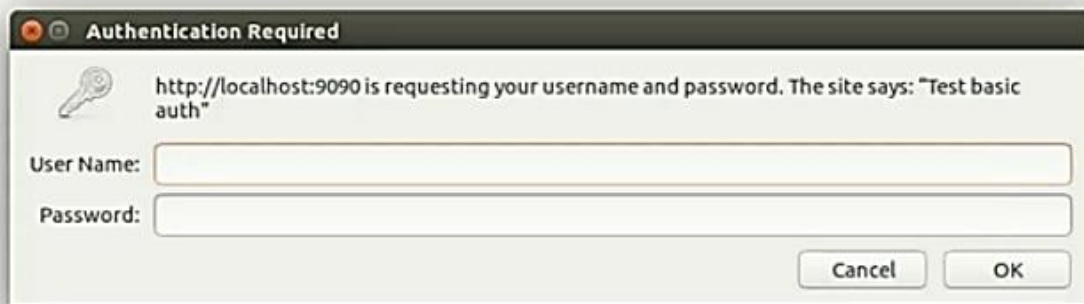 Authentication Required
http://localhost:9090 is requesting your username and password. The site says: "Test basic
auth"
User Name:
Password:
Cancel
OK